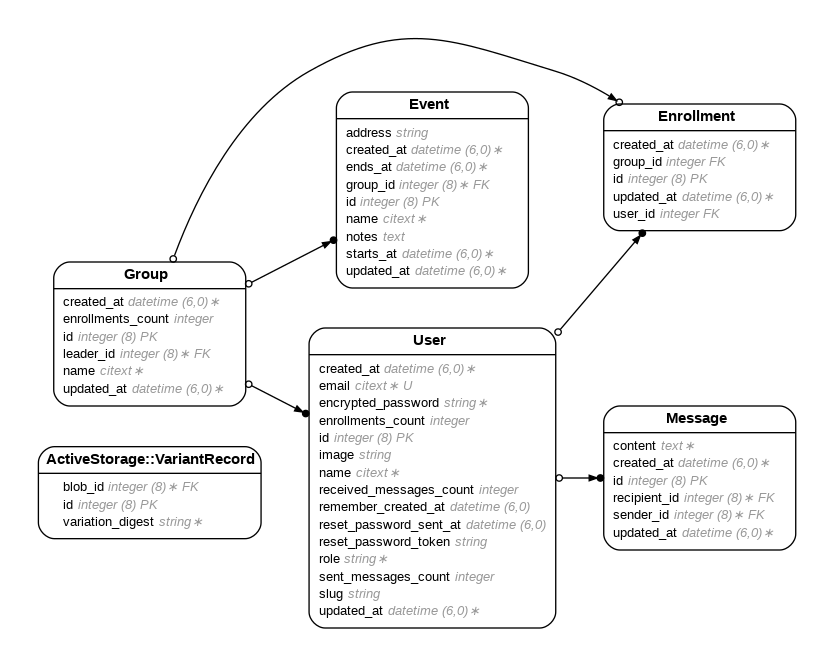 Event
address string
created_at datetime (6,0)∗
ends_at datetime (6,0)∗
group_id integer (8)∗ FK
id integer (8) PK
name citext∗
notes text
starts_at datetime (6,0)∗
updated_at datetime (6,0)∗
Enrollment
created_at datetime (6,0)∗
group_id integer FK
id integer (8) PK
updated_at datetime (6,0)∗
user_id integer FK
Group
created_at datetime (6,0)∗
enrollments_count integer
id integer (8) PK
leader_id integer (8)∗ FK
name citext∗
updated_at datetime (6,0)∗
User
created_at datetime (6,0)∗
email citext∗ U
encrypted_password string∗
enrollments_count integer
id integer (8) PK
image string
name citext∗
received_messages_count integer
remember_created_at datetime (6,0)
reset_password_sent_at datetime (6,0)
reset_password_token string
role string∗
sent_messages_count integer
slug string
updated_at datetime (6,0)∗
Message
content text∗
created_at datetime (6,0)∗
id integer (8) PK
recipient_id integer (8)∗ FK
sender_id integer (8)∗ FK
updated_at datetime (6,0)∗
ActiveStorage::VariantRecord
blob_id integer (8)∗ FK
id integer (8) PK
variation_digest string∗